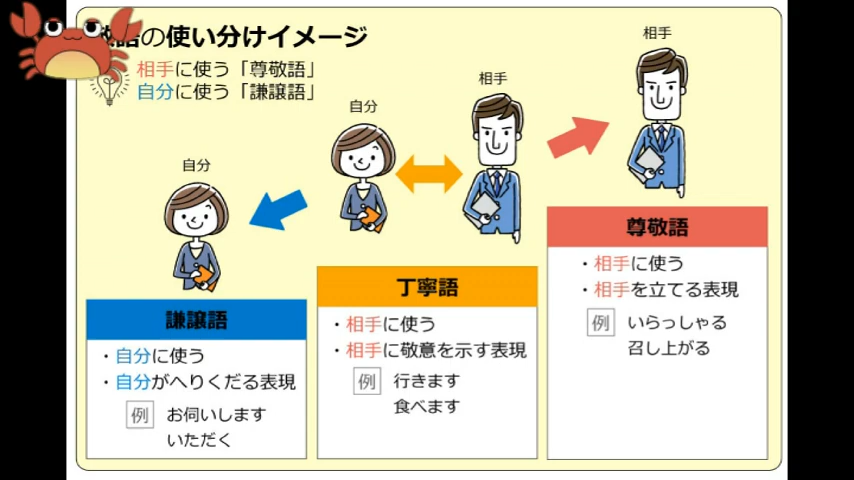 語の使い分けイメージ
相手に使う「尊敬語」
自分に使う「謙譲語」
自分
自分
相手
相手
謙譲語
・自分に使う
・自分がへりくだる表現
例 お伺いします
いただく
丁寧語
・相手に使う
・相手に敬意を示す表現
例 行きます
食べます
尊敬語
・相手に使う
・相手を立てる表現
例 いらっしゃる
召し上がる